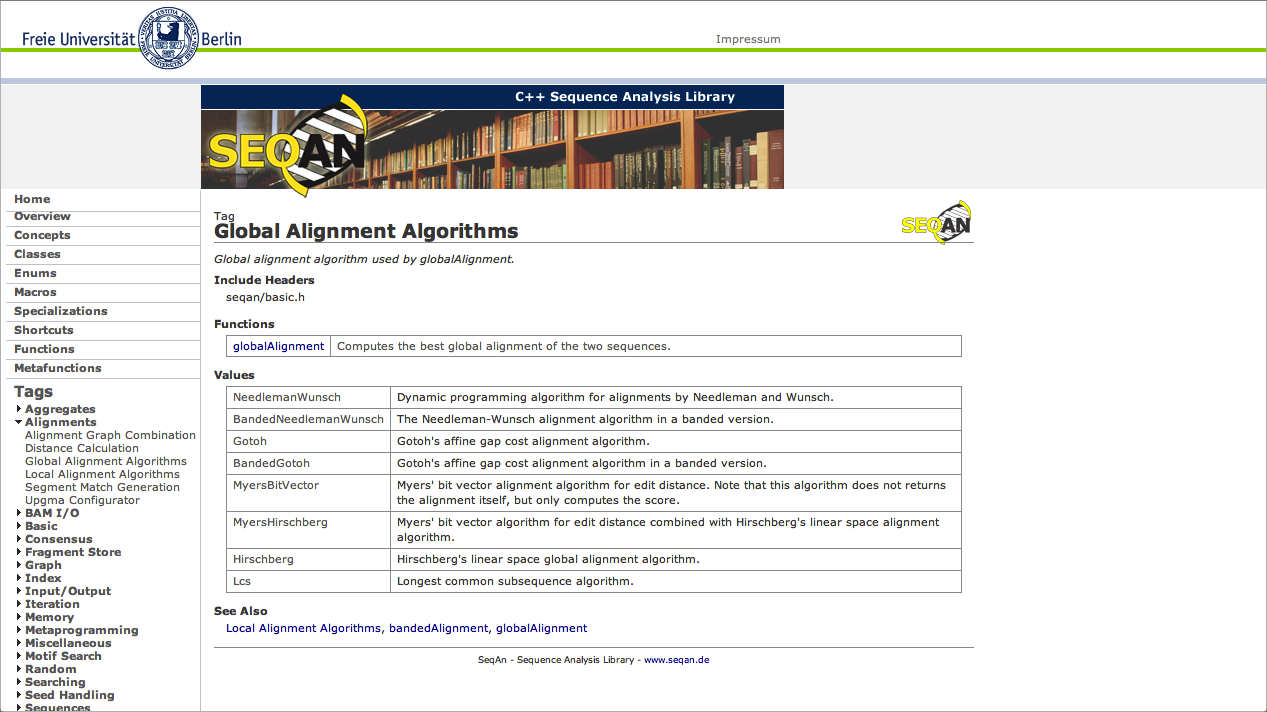 Freie Universität Berlin
Impressum
C++ Sequence Analysis Library
SEQAN
Home
Overview
Concepts
Classes
Enums
Macros
Specializations
Shortcuts
Functions
Metafunctions
Tags
Aggregates
Alignments
Alignment Graph Combination
Distance Calculation
Global Alignment Algorithms
Local Alignment Algorithms
Segment Match Generation
Upgma Configurator
BAM I/O
Basic
Consensus
Fragment Store
Graph
Index
Input/Output
Iteration
Memory
Metaprogramming
Miscellaneous
Motif Search
Random
Searching
Seed Handling
Sequences
Tag
Global Alignment Algorithms
SEQAN
Global alignment algorithm used by globalAlignment.
Include Headers
seqan/basic.h
Functions
globalAlignment Computes the best global alignment of the two sequences.
Values
NeedlemanWunsch Dynamic programming algorithm for alignments by Needleman and Wunsch.
BandedNeedlemanWunsch The Needleman-Wunsch alignment algorithm in a banded version.
Gotoh Gotoh's affine gap cost alignment algorithm.
BandedGotoh Gotoh's affine gap cost alignment algorithm in a banded version.
MyersBitVector Myers' bit vector alignment algorithm for edit distance. Note that this algorithm does not returns
the alignment itself, but only computes the score.
MyersHirschberg Myers' bit vector algorithm for edit distance combined with Hirschberg's linear space alignment
algorithm.
Hirschberg Hirschberg's linear space global alignment algorithm.
Lcs Longest common subsequence algorithm.
See Also
Local Alignment Algorithms, bandedAlignment, globalAlignment
SeqAn - Sequence Analysis Library - www.seqan.de